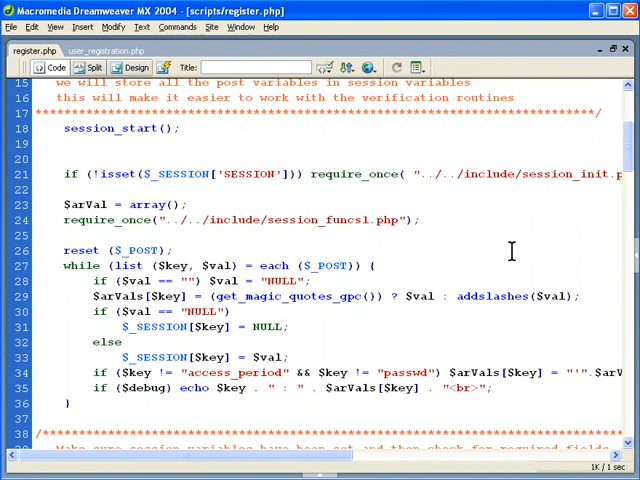 Macromedia Dreamweaver MX 2004 - [scripts/register.php]
File Edit View Insert Modify Text Commands Site Window Help
register.php user_registration.php
Code Split Design Title:
15 we will store all the post variables in session variables
16 this will make it easier to work with the verification routines
17 ****************************************************************************/
18 session_start();
19
20
21 if (!isset($_SESSION['SESSION'])) require_once( "../../include/session_init.p
22
23 $arVal = array();
24 require_once("../../include/session_funcs1.php");
25
26 reset ($_POST);
27 while (list ($key, $val) = each ($_POST)) {
28 if ($val == "") $val = "NULL";
29 $arVals[$key] = (get_magic_quotes_gpc()) ? $val : addslashes($val);
30 if ($val == "NULL")
31 $_SESSION[$key] = NULL;
32 else
33 $_SESSION[$key] = $val;
34 if ($key != "access_period" && $key != "passwd") $arVals[$key] = "'".$arV
35 if ($debug) echo $key . " : " . $arVals[$key] . "<br>";
36 }
37
38 /****************************************************************************
39 Make sure session variables have been set and then check for required fields
1K / 1 sec